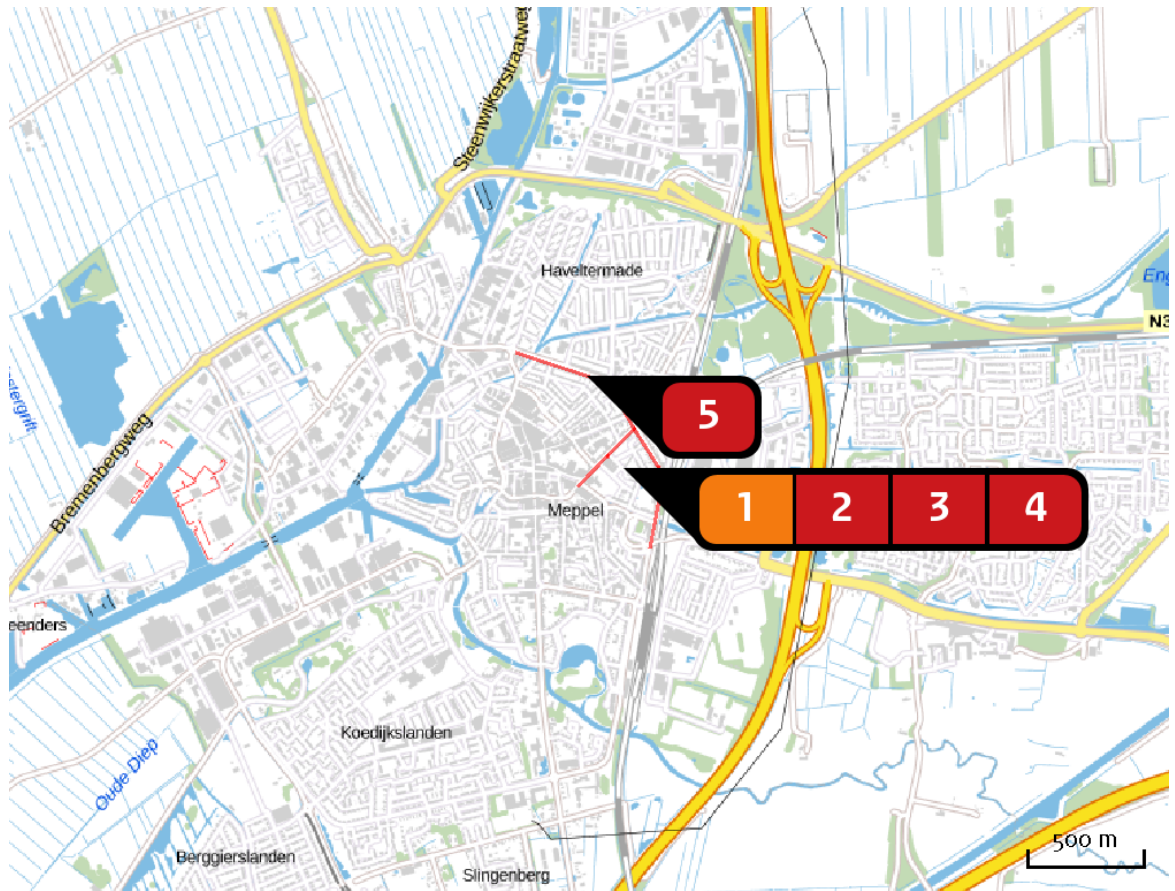 Steenwijkerstraatweg
Haveltermade
N3
Bremenbergweg
5
1 2 3 4
Meppel
eenders
Koedijkslanden
Oude Diep
500 m
Berggierslanden
Slingenberg